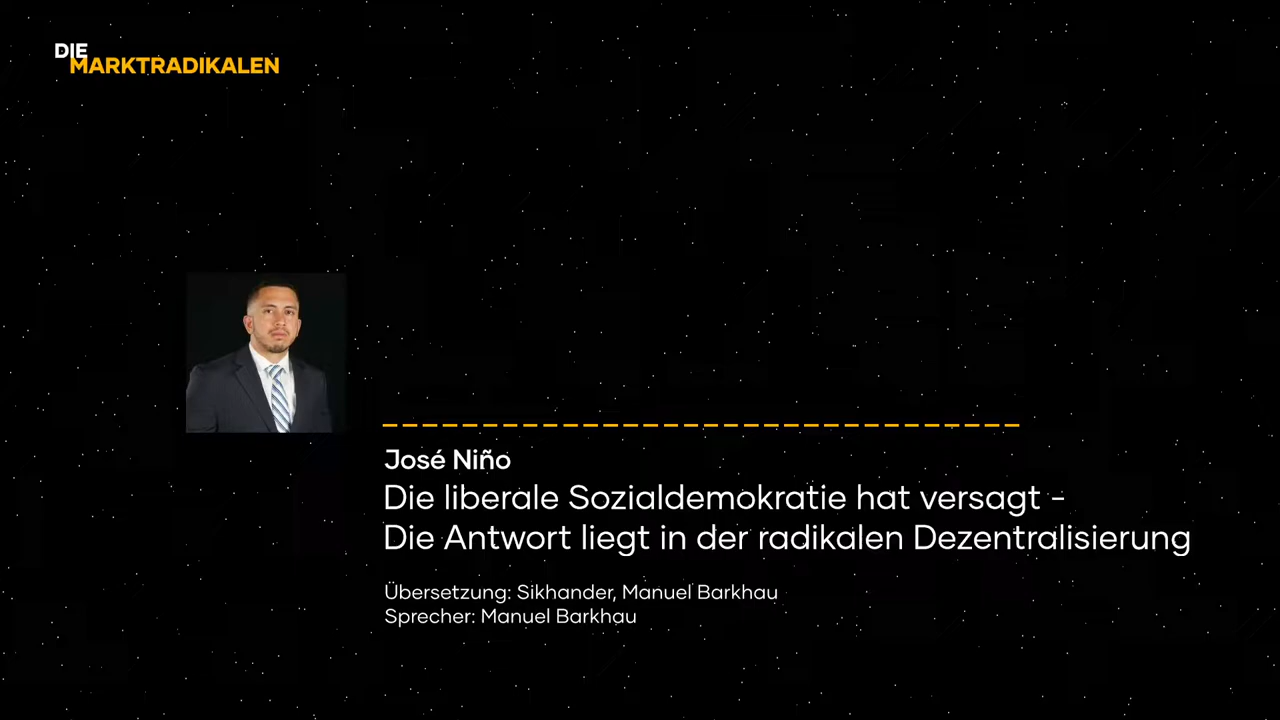 DIE
MARKTRADIKALEN
José Niño
Die liberale Sozialdemokratie hat versagt -
Die Antwort liegt in der radikalen Dezentralisierung
Übersetzung: Sikhander, Manuel Barkhau
Sprecher: Manuel Barkhau